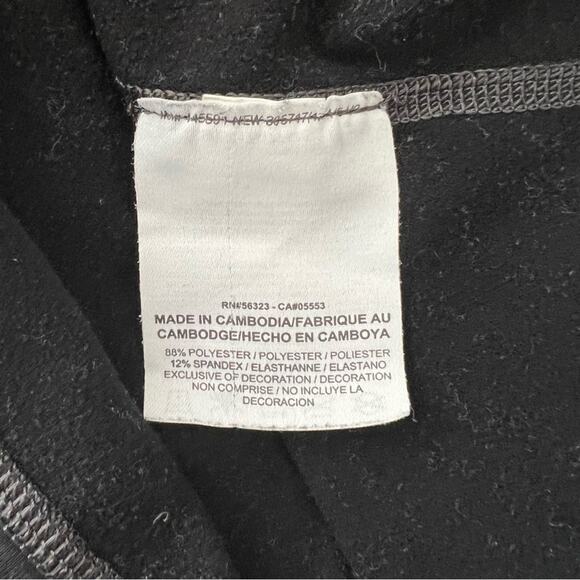 RN#56323 - CA#05553
MADE IN CAMBODIA/FABRIQUE AU
CAMBODGE/HECHO EN CAMBOYA
88% POLYESTER / POLYESTER / POLIESTER
12% SPANDEX / ELASTHANNE / ELASTANO
EXCLUSIVE OF DECORATION / DECORATION
NON COMPRISE / NO INCLUYE LA
DECORACION